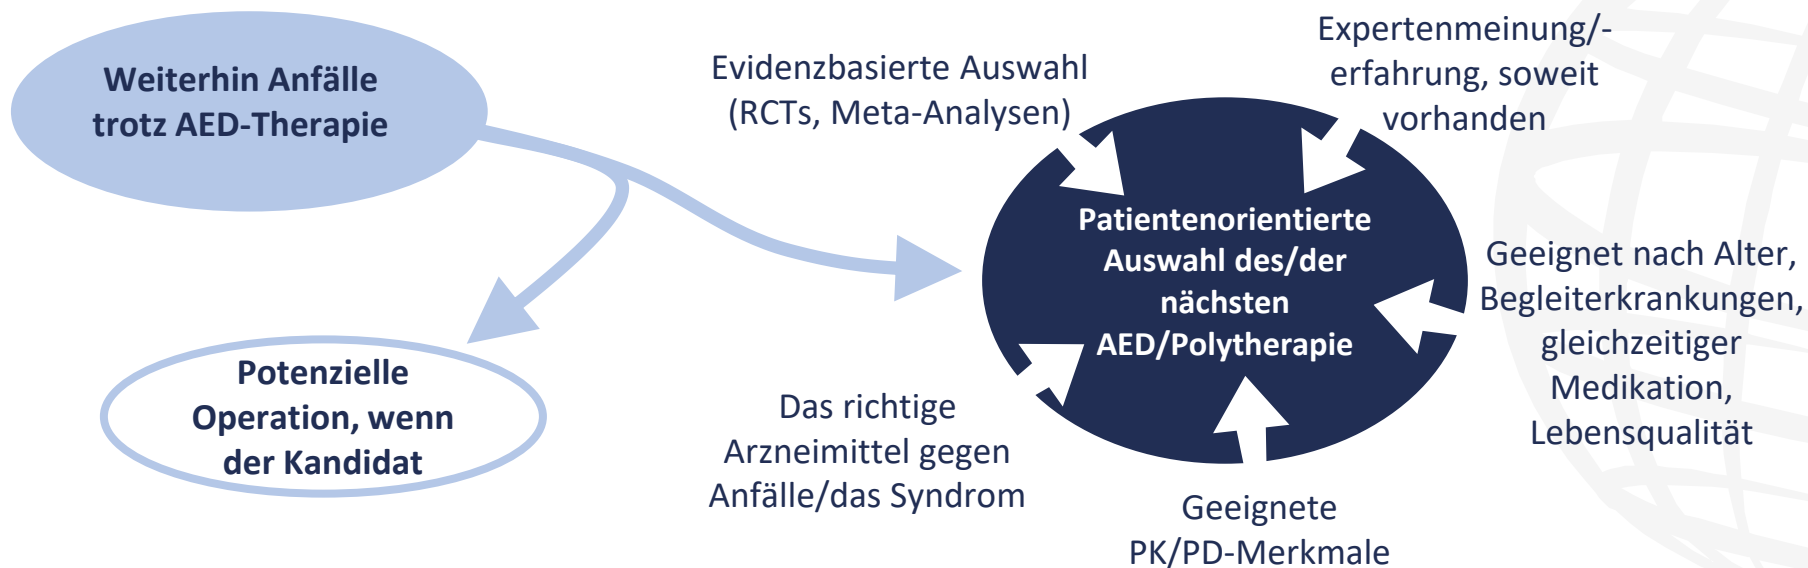 Weiterhin Anfälle
trotz AED-Therapie
Potenzielle
Operation, wenn
der Kandidat
Evidenzbasierte Auswahl
(RCTs, Meta-Analysen)
Expertenmeinung/-
erfahrung, soweit
vorhanden
Patientenorientierte
Auswahl des/der
nächsten
AED/Polytherapie
Geeignet nach Alter,
Begleiterkrankungen,
gleichzeitiger
Medikation,
Lebensqualität
Das richtige
Arzneimittel gegen
Anfälle/das Syndrom
Geeignete
PK/PD-Merkmale